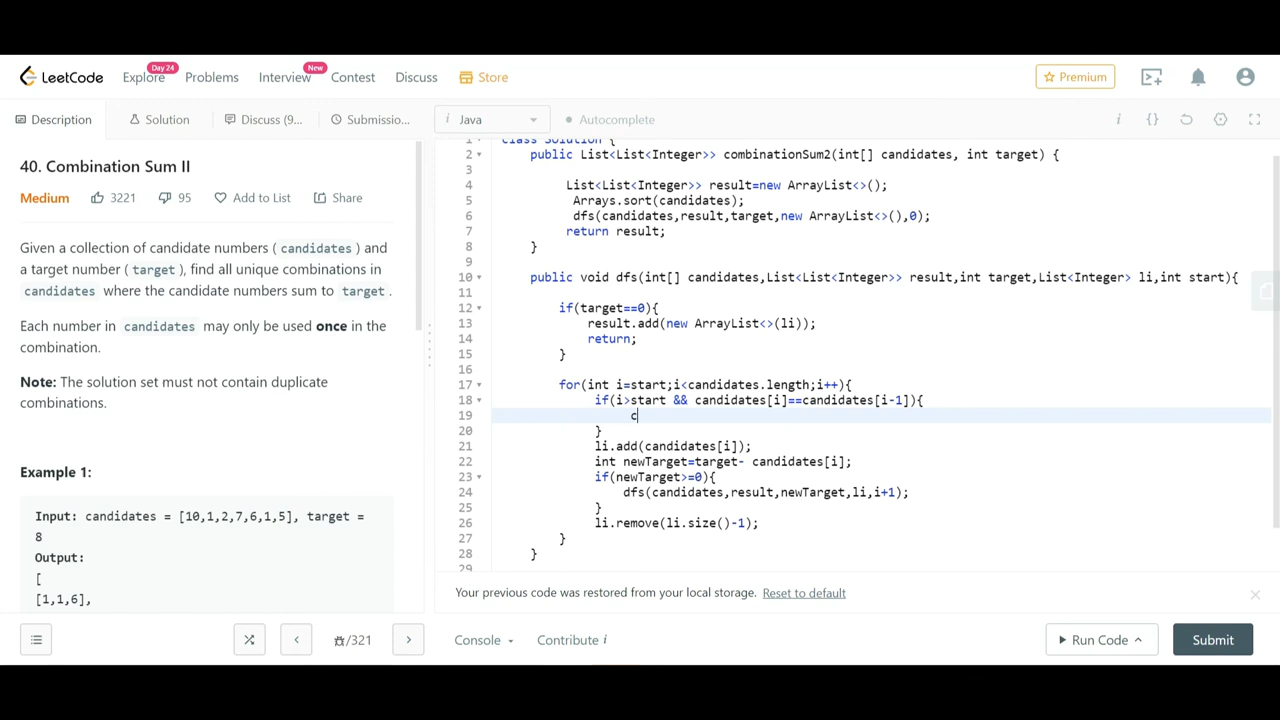 LeetCode
Explore
Day 24
Problems
Interview
New
Contest
Discuss
Store
Premium
Description
Solution
Discuss (9...
Submissio...
i Java
Autocomplete
40. Combination Sum II
Medium 3221 95 Add to List Share
Given a collection of candidate numbers ( candidates ) and
a target number ( target ), find all unique combinations in
candidates where the candidate numbers sum to target .
Each number in candidates may only be used once in the
combination.
Note: The solution set must not contain duplicate
combinations.
Example 1:
Input: candidates = [10,1,2,7,6,1,5], target =
8
Output:
[
[1,1,6],
1 class Solution {
2 public List<List<Integer>> combinationSum2(int[] candidates, int target) {
3
4 List<List<Integer>> result=new ArrayList<>();
5 Arrays.sort(candidates);
6 dfs(candidates,result,target,new ArrayList<>(),0);
7 return result;
8 }
9
10 public void dfs(int[] candidates,List<List<Integer>> result,int target,List<Integer> li,int start){
11
12 if(target==0){
13 result.add(new ArrayList<>(li));
14 return;
15 }
16
17 for(int i=start;i<candidates.length;i++){
18 if(i>start && candidates[i]==candidates[i-1]){
19 c
20 }
21 li.add(candidates[i]);
22 int newTarget=target- candidates[i];
23 if(newTarget>=0){
24 dfs(candidates,result,newTarget,li,i+1);
25 }
26 li.remove(li.size()-1);
27 }
28 }
29
Your previous code was restored from your local storage. Reset to default
/321
Console
Contribute i
Run Code
Submit